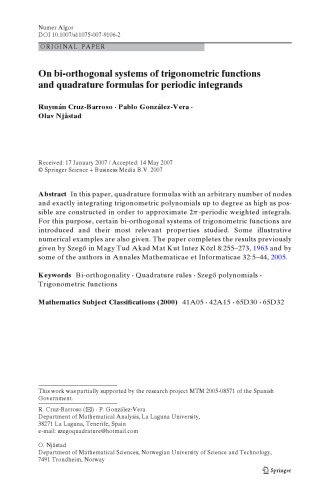 Numer Algor
DOI 10.1007/s11075-007-9106-2
ORIGINAL PAPER
On bi-orthogonal systems of trigonometric functions
and quadrature formulas for periodic integrands
Ruymán Cruz-Barroso · Pablo González-Vera ·
Olav Njåstad
Received: 17 January 2007 / Accepted: 14 May 2007
© Springer Science + Business Media B.V. 2007
Abstract In this paper, quadrature formulas with an arbitrary number of nodes
and exactly integrating trigonometric polynomials up to degree as high as pos-
sible are constructed in order to approximate 2π-periodic weighted integrals.
For this purpose, certain bi-orthogonal systems of trigonometric functions are
introduced and their most relevant properties studied. Some illustrative
numerical examples are also given. The paper completes the results previously
given by Szegő in Magy Tud Akad Mat Kut Intez Közl 8:255–273, 1963 and by
some of the authors in Annales Mathematicae et Informaticae 32:5–44, 2005.
Keywords Bi-orthogonality · Quadrature rules · Szegő polynomials ·
Trigonometric functions
Mathematics Subject Classifications (2000) 41A05 · 42A15 · 65D30 · 65D32
This work was partially supported by the research project MTM 2005-08571 of the Spanish
Government.
R. Cruz-Barroso (✉) · P. González-Vera
Department of Mathematical Analysis, La Laguna University,
38271 La Laguna, Tenerife, Spain
e-mail: szegoquadrature@hotmail.com
O. Njåstad
Department of Mathematical Sciences, Norwegian University of Science and Technology,
7491 Trondheim, Norway
Springer